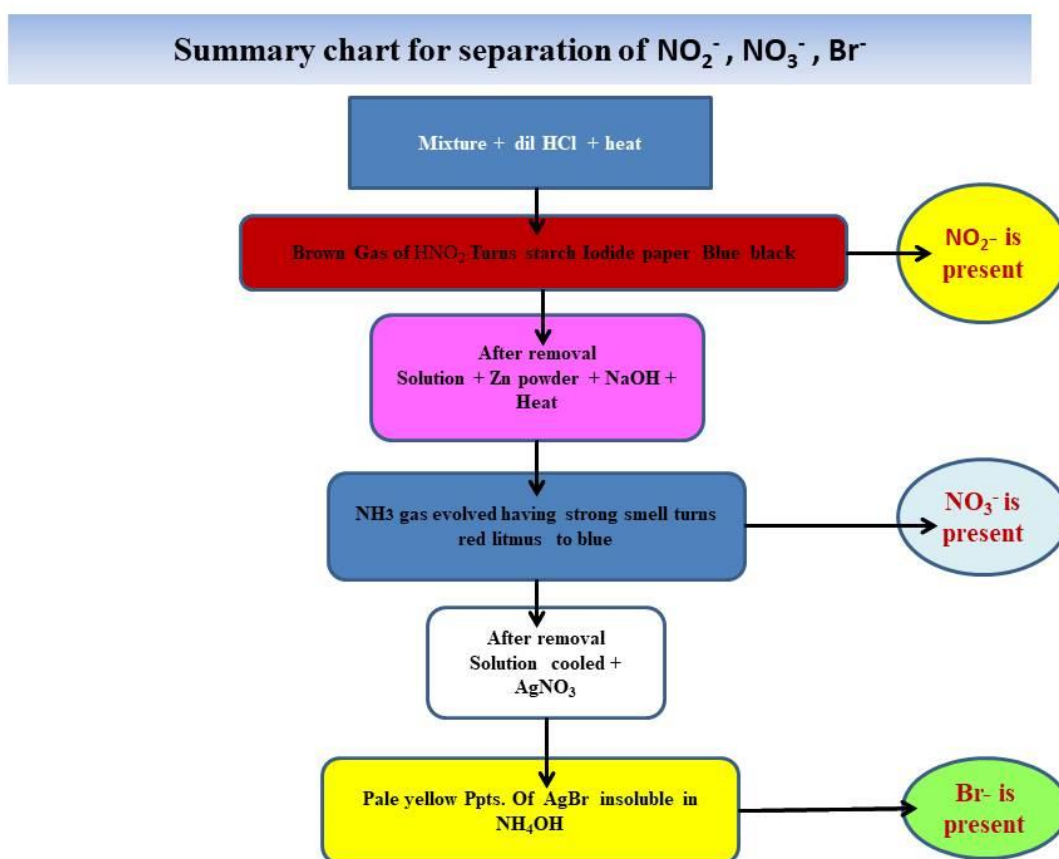 Summary chart for separation of NO₂⁻ , NO₃⁻ , Br⁻
Mixture + dil HCl + heat
Brown Gas of HNO₂ Turns starch Iodide paper Blue black
NO₂- is
present
After removal
Solution + Zn powder + NaOH +
Heat
NH3 gas evolved having strong smell turns
red litmus to blue
NO₃⁻ is
present
After removal
Solution cooled +
AgNO₃
Pale yellow Ppts. Of AgBr insoluble in
NH₄OH
Br- is
present